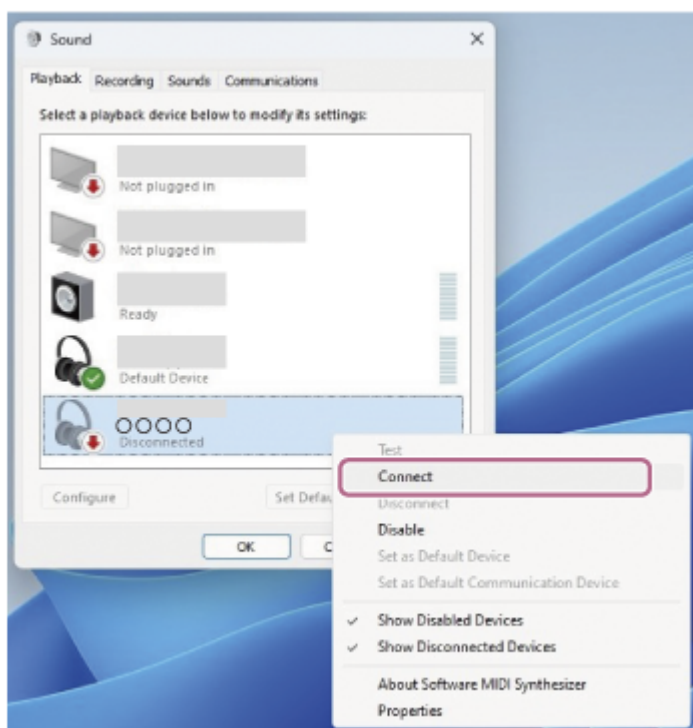 Sound
Playback Recording Sounds Communications
Select a playback device below to modify its settings:
Not plugged in
Not plugged in
Ready
Default Device
OOOO
Disconnected
Configure
Set Defau
OK
C
Test
Connect
Disconnect
Disable
Set as Default Device
Set as Default Communication Device
Show Disabled Devices
Show Disconnected Devices
About Software MIDI Synthesizer
Properties